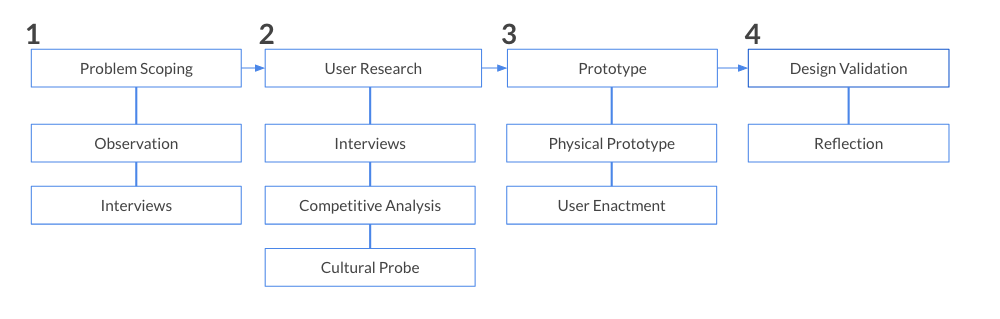 1
Problem Scoping
Observation
Interviews
2
User Research
Interviews
Competitive Analysis
Cultural Probe
3
Prototype
Physical Prototype
User Enactment
4
Design Validation
Reflection